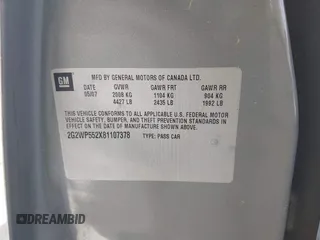 GM
MFD BY GENERAL MOTORS OF CANADA LTD.
DATE GVWR GAWR FRT GAWR RR
05/07 2008 KG 1104 KG 904 KG
4427 LB 2435 LB 1992 LB
THIS VEHICLE CONFORMS TO ALL APPLICABLE U.S. FEDERAL MOTOR
VEHICLE SAFETY, BUMPER, AND THEFT PREVENTION STANDARDS IN EFFECT
ON THE DATE OF MANUFACTURE SHOWN ABOVE.
2G2WP552X81107378 TYPE: PASS CAR
DREAMBID